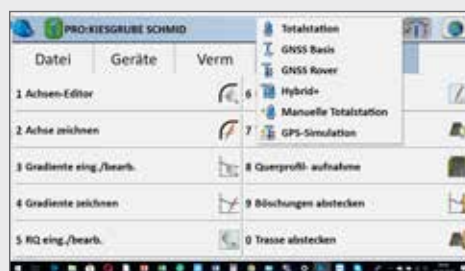 PRO:KIESGRUBE SCHMID
Datei Geräte Verm
Totalstation
GNSS Basis
GNSS Rover
Hybrid+
Manuelle Totalstation
GPS-Simulation
1 Achsen-Editor 6
2 Achse zeichnen 7
3 Gradiente eing./bearb. 8 Querprofil- aufnahme
4 Gradiente zeichnen 9 Böschungen abstecken
5 RQ eing./bearb. 0 Trasse abstecken